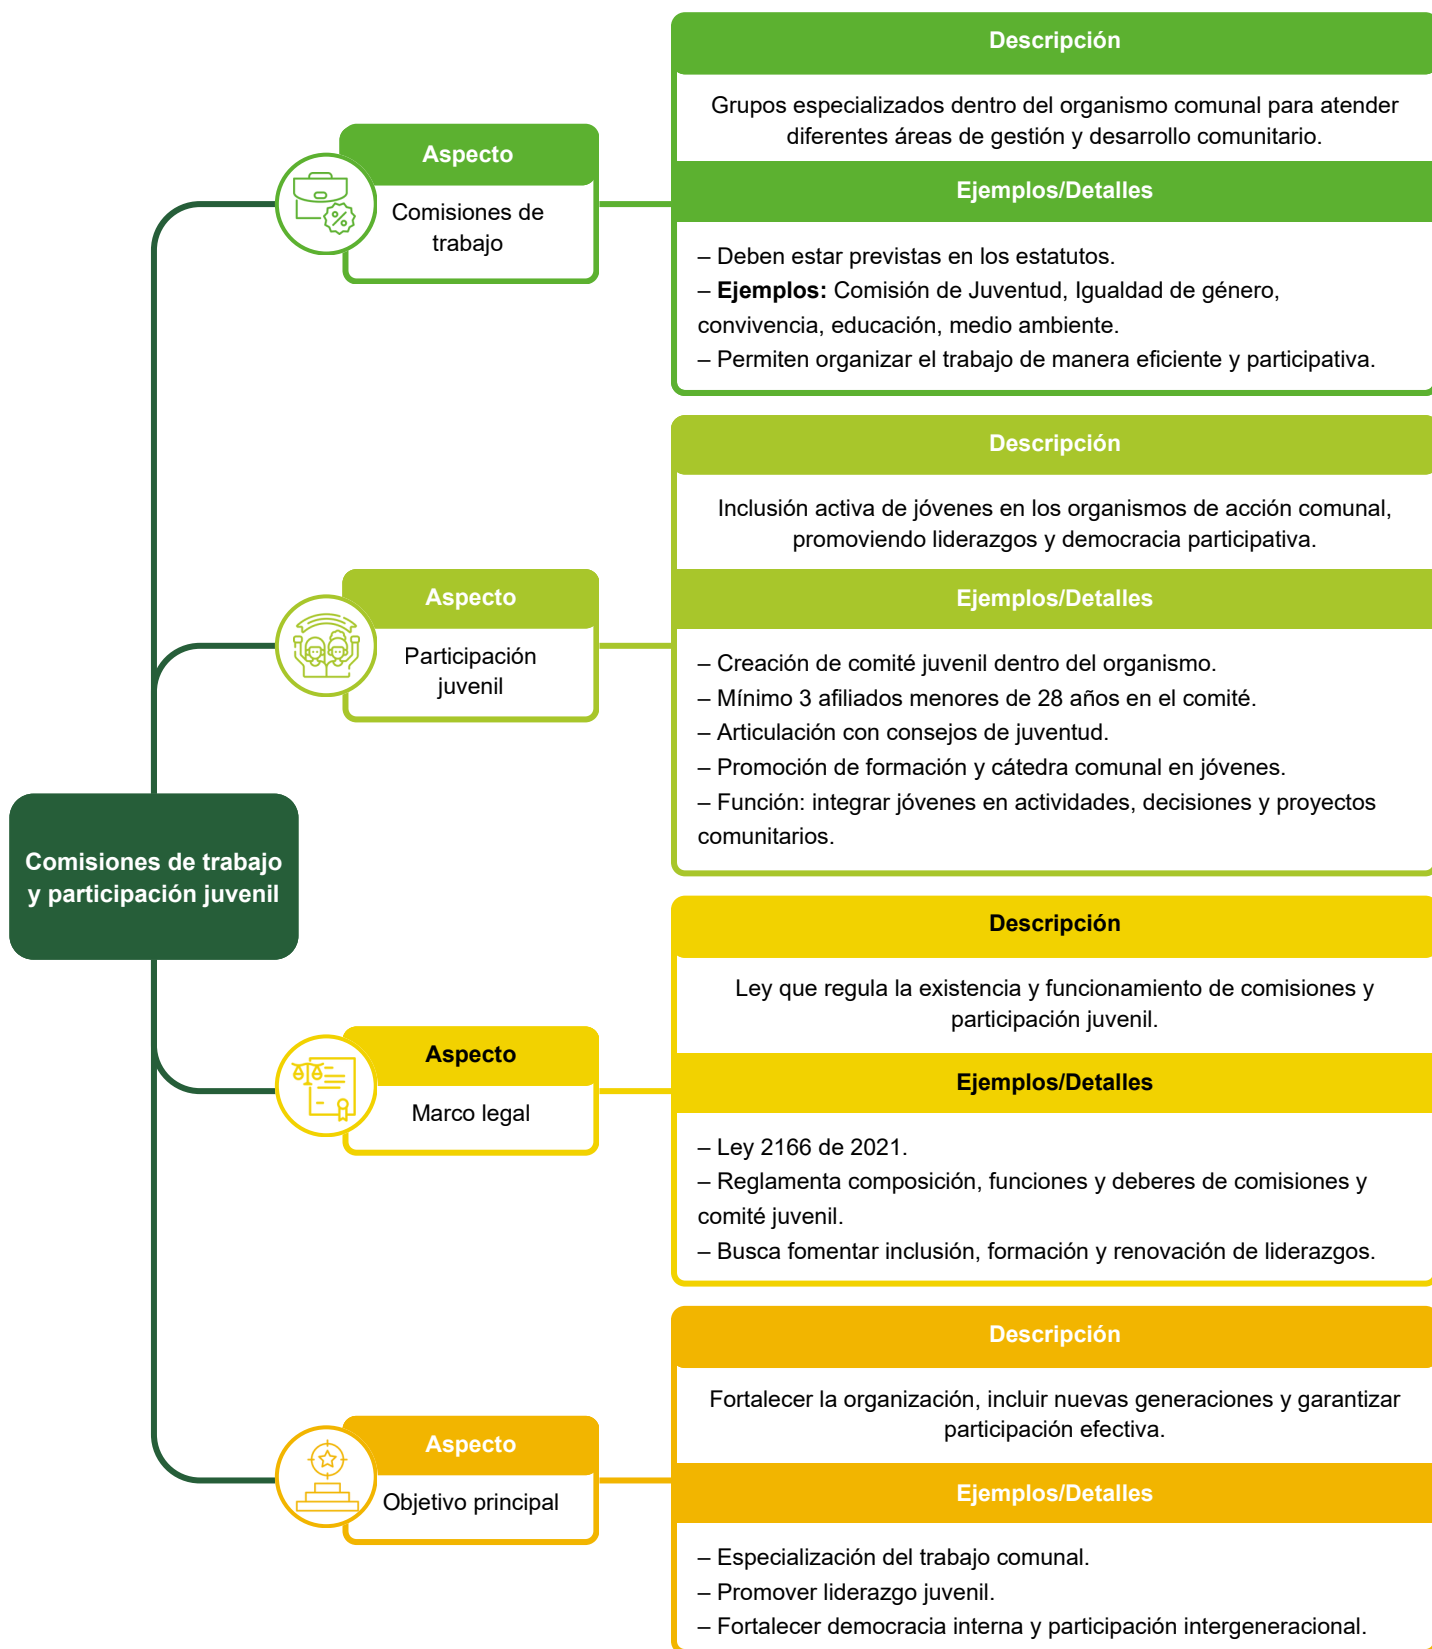 Comisiones de trabajo
y participación juvenil
Aspecto
Comisiones de
trabajo
Descripción
Grupos especializados dentro del organismo comunal para atender
diferentes áreas de gestión y desarrollo comunitario.
Ejemplos/Detalles
– Deben estar previstas en los estatutos.
– Ejemplos: Comisión de Juventud, Igualdad de género,
convivencia, educación, medio ambiente.
– Permiten organizar el trabajo de manera eficiente y participativa.
Aspecto
Participación
juvenil
Descripción
Inclusión activa de jóvenes en los organismos de acción comunal,
promoviendo liderazgos y democracia participativa.
Ejemplos/Detalles
– Creación de comité juvenil dentro del organismo.
– Mínimo 3 afiliados menores de 28 años en el comité.
– Articulación con consejos de juventud.
– Promoción de formación y cátedra comunal en jóvenes.
– Función: integrar jóvenes en actividades, decisiones y proyectos
comunitarios.
Aspecto
Marco legal
Descripción
Ley que regula la existencia y funcionamiento de comisiones y
participación juvenil.
Ejemplos/Detalles
– Ley 2166 de 2021.
– Reglamenta composición, funciones y deberes de comisiones y
comité juvenil.
– Busca fomentar inclusión, formación y renovación de liderazgos.
Aspecto
Objetivo principal
Descripción
Fortalecer la organización, incluir nuevas generaciones y garantizar
participación efectiva.
Ejemplos/Detalles
– Especialización del trabajo comunal.
– Promover liderazgo juvenil.
– Fortalecer democracia interna y participación intergeneracional.